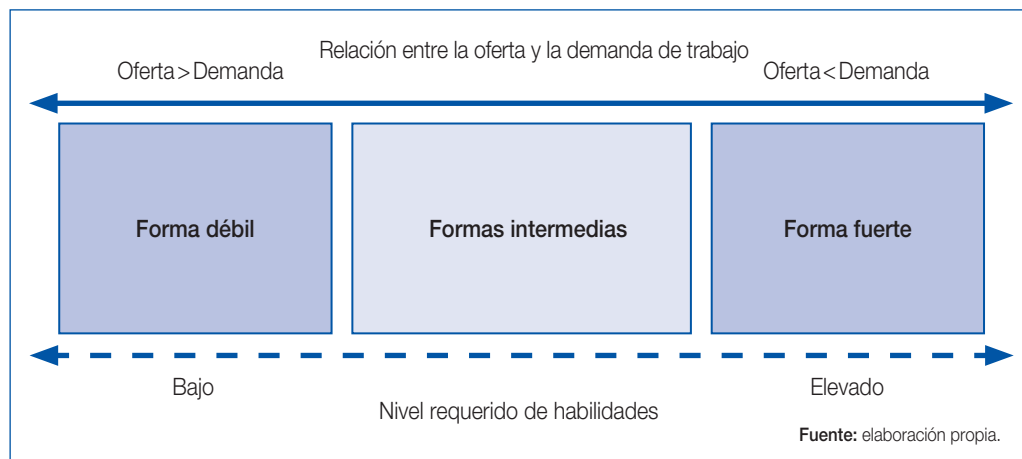 Relación entre la oferta y la demanda de trabajo
Oferta > Demanda
Oferta < Demanda
Forma débil
Formas intermedias
Forma fuerte
Bajo
Elevado
Nivel requerido de habilidades
Fuente: elaboración propia.